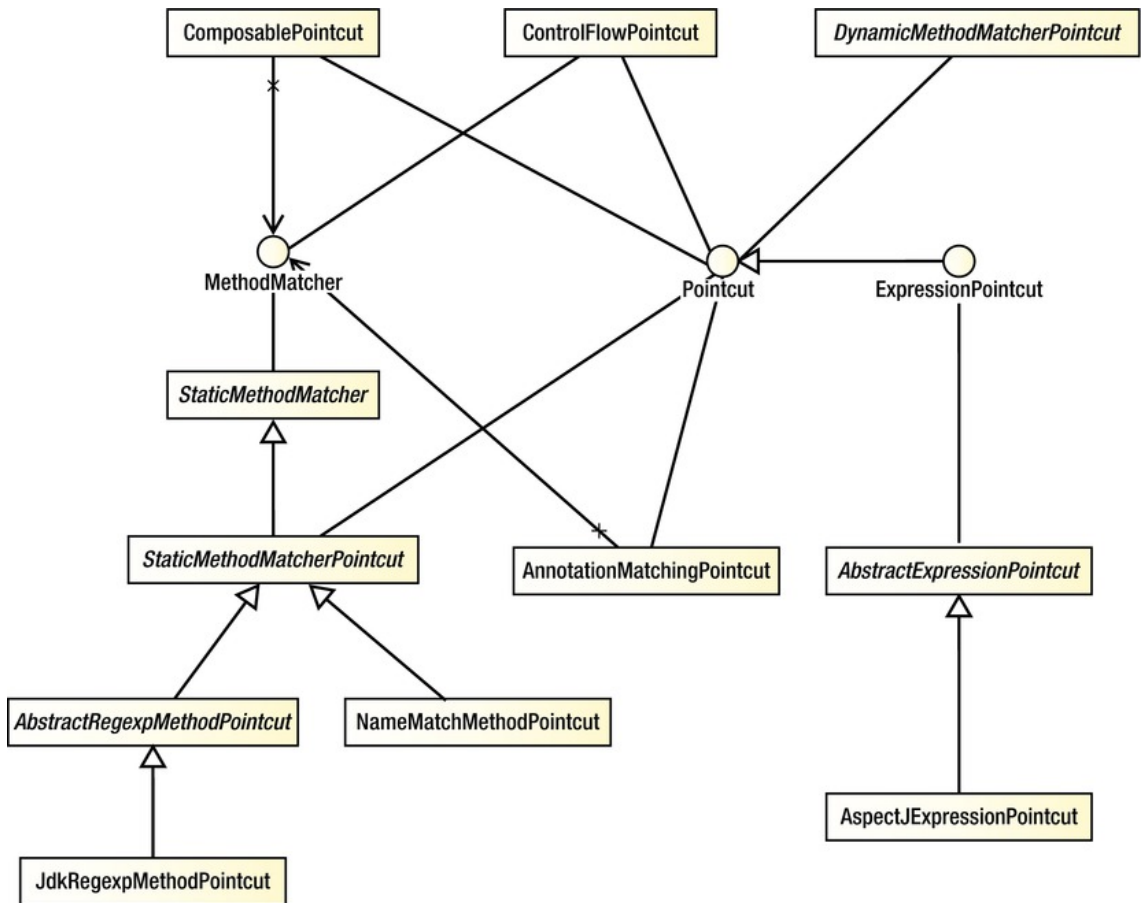 ComposablePointcut
ControlFlowPointcut
DynamicMethodMatcherPointcut
MethodMatcher
Pointcut
ExpressionPointcut
StaticMethodMatcher
StaticMethodMatcherPointcut
AnnotationMatchingPointcut
AbstractExpressionPointcut
AbstractRegexpMethodPointcut
NameMatchMethodPointcut
AspectJExpressionPointcut
JdkRegexpMethodPointcut